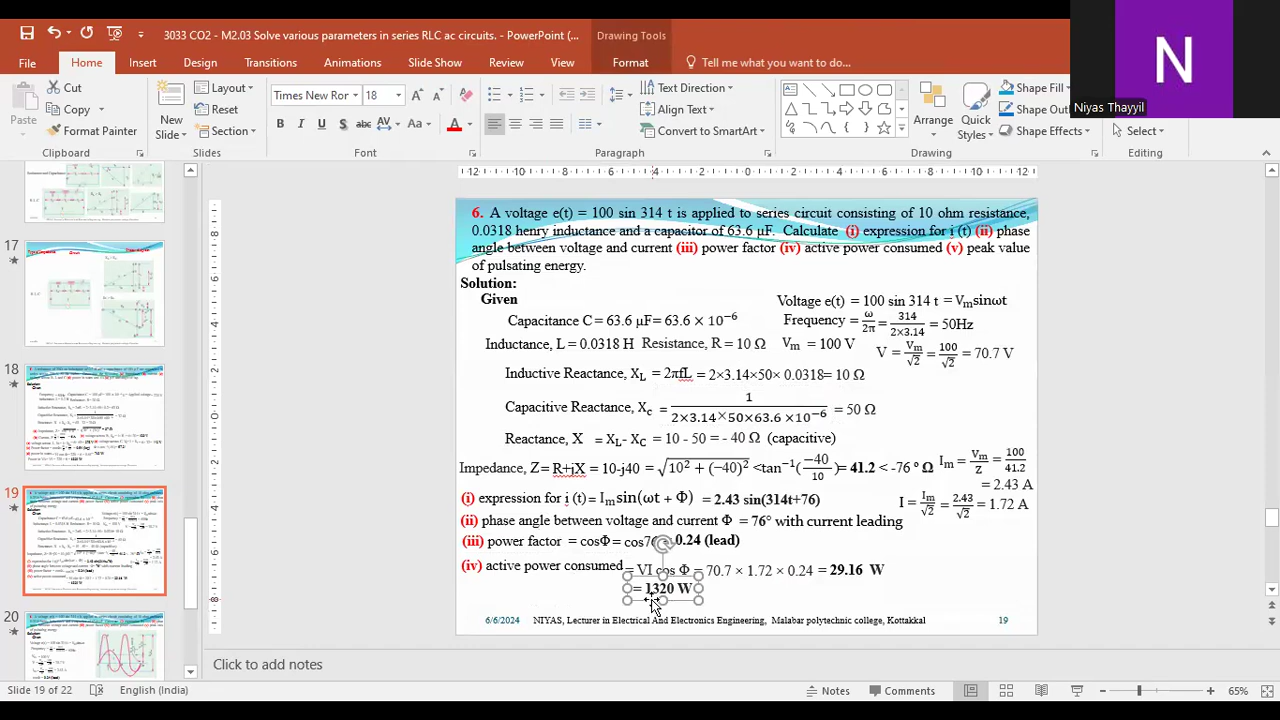 3033 CO2 - M2.03 Solve various parameters in series RLC ac circuits. - PowerPoint (...
Drawing Tools
N
Niyas Thayyil
File Home Insert Design Transitions Animations Slide Show Review View Format Tell me what you want to do...
Paste
Cut
Copy
Format Painter
Clipboard
New Slide
Layout
Reset
Section
Slides
Times New Ror 18
B I U S abc AV Aa A
Font
Text Direction
Align Text
Convert to SmartArt
Paragraph
Arrange
Quick Styles
Shape Fill
Shape Out
Shape Effects
Drawing
Select
Editing
17
18
19
20
6. A voltage e(t) = 100 sin 314 t is applied to series circuit consisting of 10 ohm resistance,
0.0318 henry inductance and a capacitor of 63.6 μF. Calculate (i) expression for i (t) (ii) phase
angle between voltage and current (iii) power factor (iv) active power consumed (v) peak value
of pulsating energy.
Solution:
Given
Voltage e(t) = 100 sin 314 t = Vmsinωt
Capacitance C = 63.6 μF= 63.6 × 10⁻⁶
Frequency = ω/2π = 314/2×3.14 = 50Hz
Inductance, L = 0.0318 H Resistance, R = 10 Ω Vm = 100 V
V = Vm/√2 = 100/√2 = 70.7 V
Inductive Reactance, XL = 2πfL = 2×3.14×50×0.0318=10 Ω
Capacitive Reactance, Xc = 1/2×3.14×50×63.6×10⁻⁶ = 50 Ω
Reactance, X = XL- XC = 10 - 50 = - 40 Ω (capacitive)
Impedance, Z= R+jX = 10-j40 = √10² + (−40)² <tan⁻¹(−40/10)= 41.2 < -76 ° Ω
Im = Vm/Z = 100/41.2
= 2.43 A
(i) expression for i (t) = Im sin(ωt + Φ) = 2.43 sin(314t+76)
I = Im/√2 = 2.43/√2 = 1.72 A
(ii) phase angle between voltage and current Φ = 76° with current leading
(iii) power factor = cosΦ= cos76 0.24 (lead)
(iv) active power consumed = VI cos Φ = 70.7 × 1.72 × 0.24 = 29.16 W
= 1320 W
NIYAS, Lecturer in Electrical And Electronics Engineering, Malabar polytechnic college, Kottakkal
19
Click to add notes
Slide 19 of 22 English (India) Notes Comments 65%